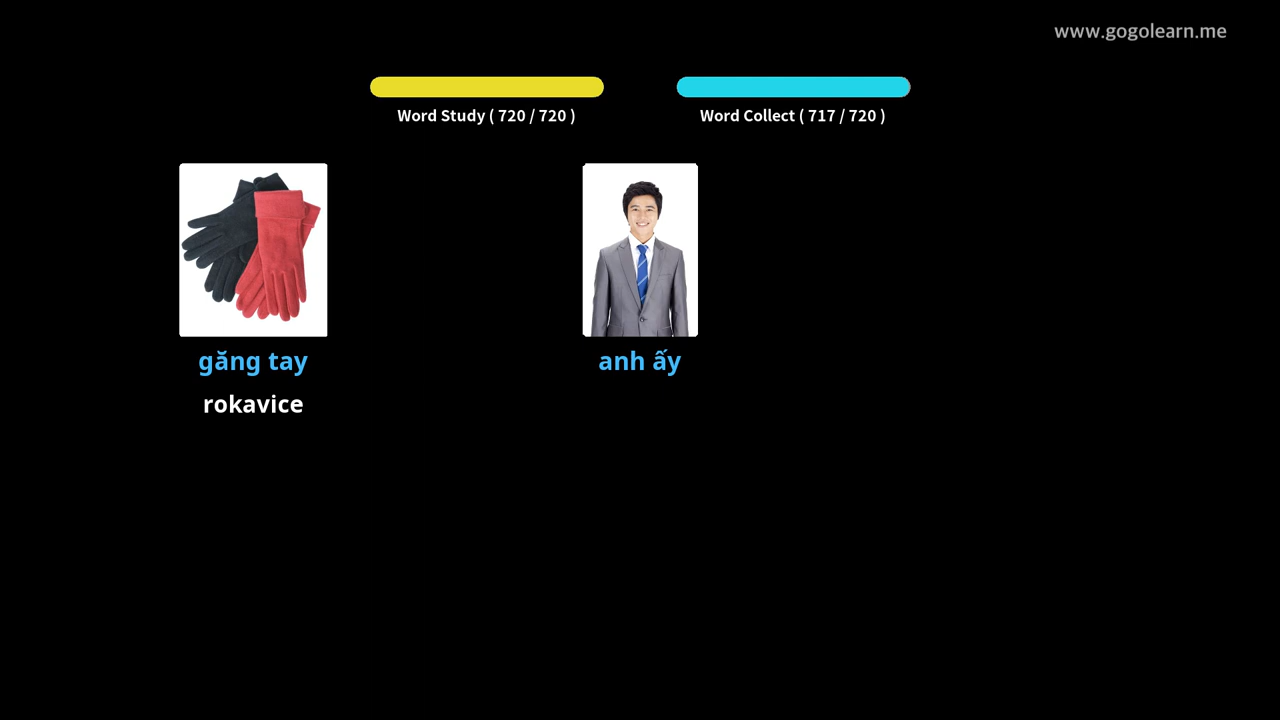 www.gogolearn.me
Word Study ( 720 / 720 )
Word Collect ( 717 / 720 )
găng tay
anh ấy
rokavice